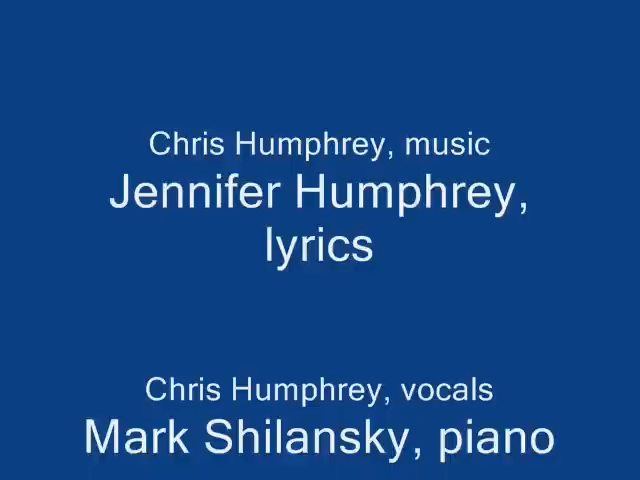 Chris Humphrey, music
Jennifer Humphrey,
lyrics
Chris Humphrey, vocals
Mark Shilansky, piano